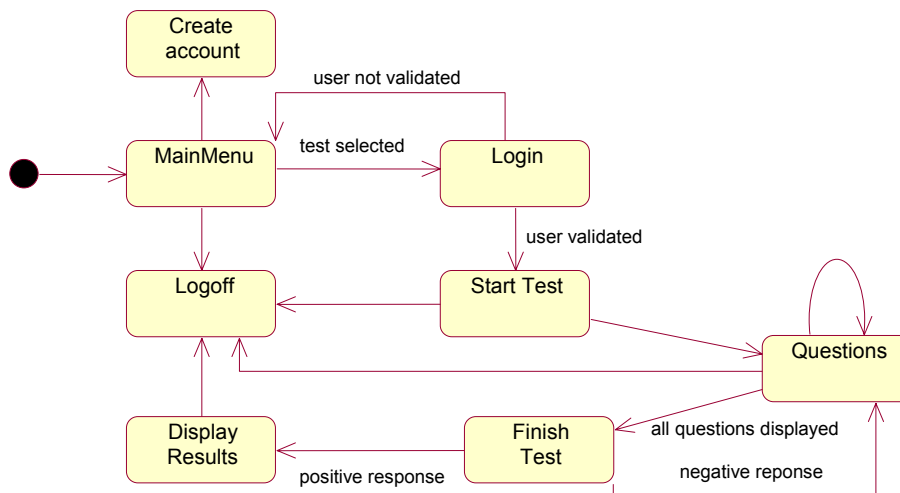 Create
account
user not validated
MainMenu
test selected
Login
user validated
Logoff
Start Test
Questions
Display
Results
positive response
Finish
Test
all questions displayed
negative reponse